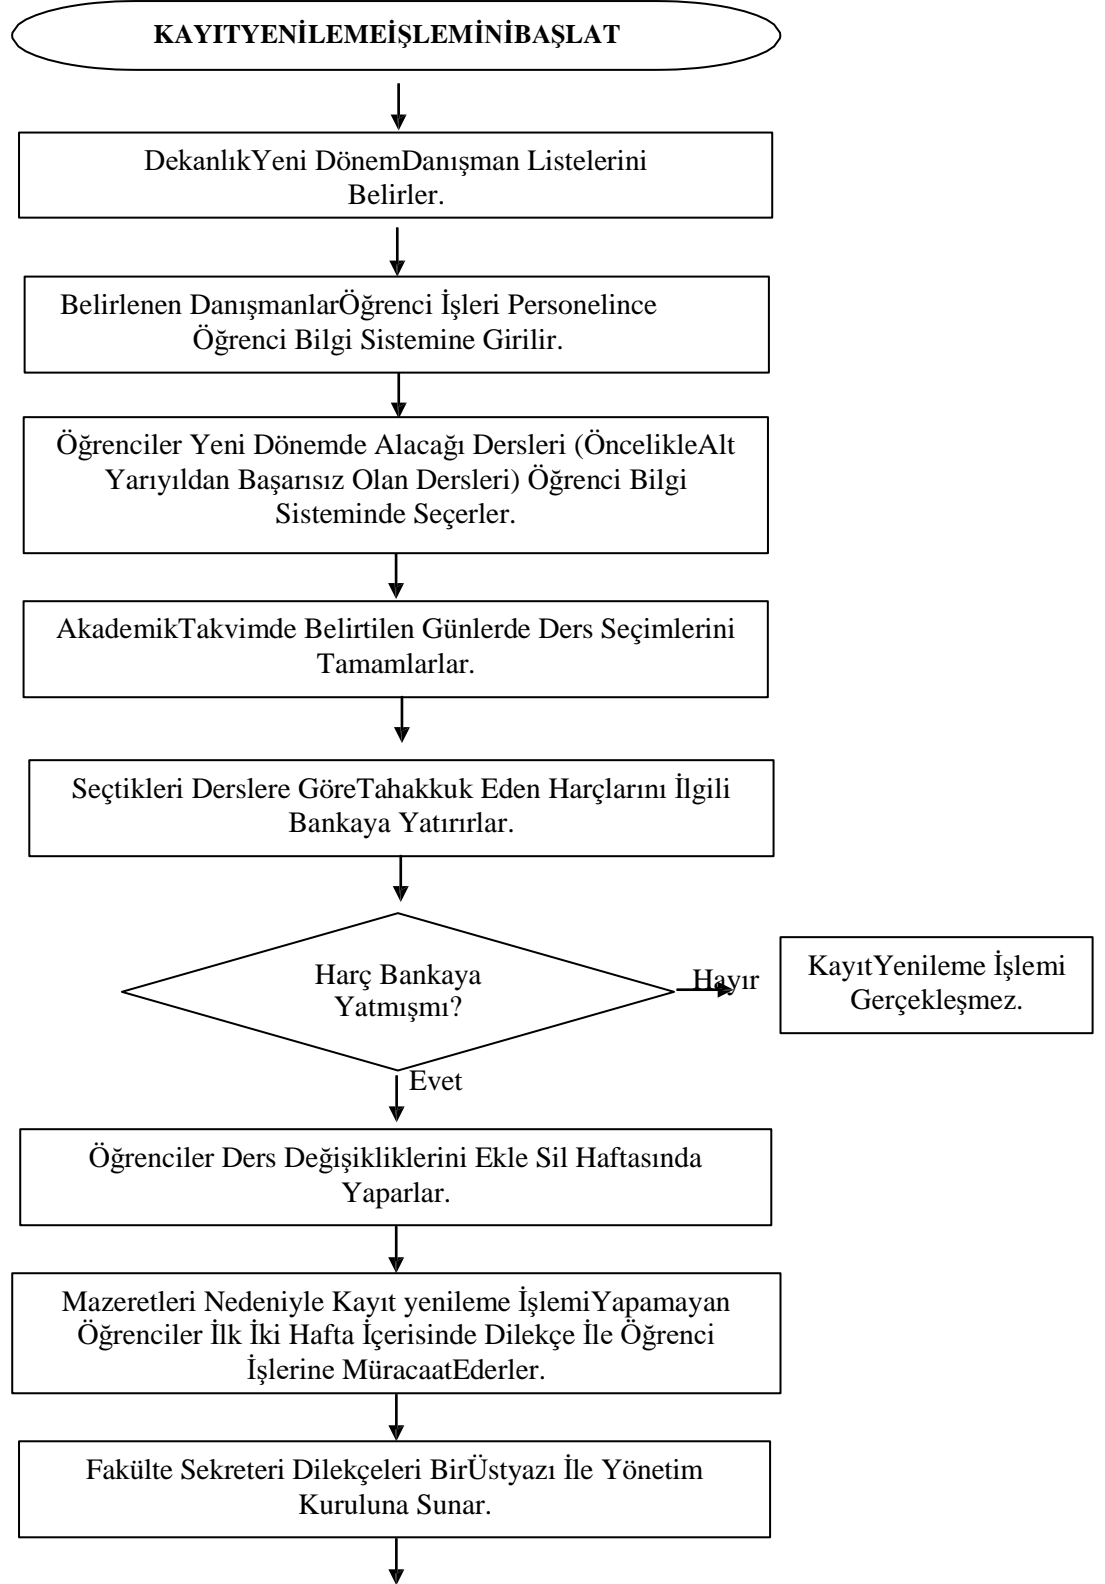 KAYITYENİLEMEİŞLEMİNİBAŞLAT
DekanlıkYeni DönemDanışman Listelerini
Belirler.
Belirlenen DanışmanlarÖğrenci İşleri Personelince
Öğrenci Bilgi Sistemine Girilir.
Öğrenciler Yeni Dönemde Alacağı Dersleri (ÖncelikleAlt
Yarıyıldan Başarısız Olan Dersleri) Öğrenci Bilgi
Sisteminde Seçerler.
AkademikTakvimde Belirtilen Günlerde Ders Seçimlerini
Tamamlarlar.
Seçtikleri Derslere GöreTahakkuk Eden Harçlarını İlgili
Bankaya Yatırırlar.
Harç Bankaya
Yatmışmı?
Hayır
KayıtYenileme İşlemi
Gerçekleşmez.
Evet
Öğrenciler Ders Değişikliklerini Ekle Sil Haftasında
Yaparlar.
Mazeretleri Nedeniyle Kayıt yenileme İşlemiYapamayan
Öğrenciler İlk İki Hafta İçerisinde Dilekçe İle Öğrenci
İşlerine MüracaatEderler.
Fakülte Sekreteri Dilekçeleri BirÜstyazı İle Yönetim
Kuruluna Sunar.